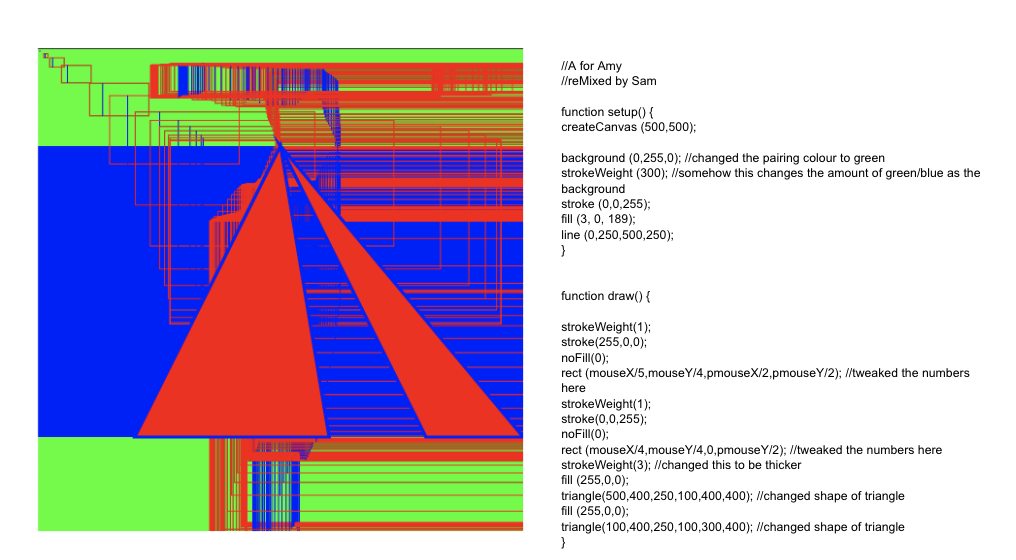 //A for Amy
//reMixed by Sam
function setup() {
createCanvas (500,500);
background (0,255,0); //changed the pairing colour to green
strokeWeight (300); //somehow this changes the amount of green/blue as the
background
stroke (0,0,255);
fill (3, 0, 189);
line (0,250,500,250);
}
function draw() {
strokeWeight(1);
stroke(255,0,0);
noFill(0);
rect (mouseX/5,mouseY/4,pmouseX/2,pmouseY/2); //tweaked the numbers
here
strokeWeight(1);
stroke(0,0,255);
noFill(0);
rect (mouseX/4,mouseY/4,0,pmouseY/2); //tweaked the numbers here
strokeWeight(3); //changed this to be thicker
fill (255,0,0);
triangle(500,400,250,100,400,400); //changed shape of triangle
fill (255,0,0);
triangle(100,400,250,100,300,400); //changed shape of triangle
}